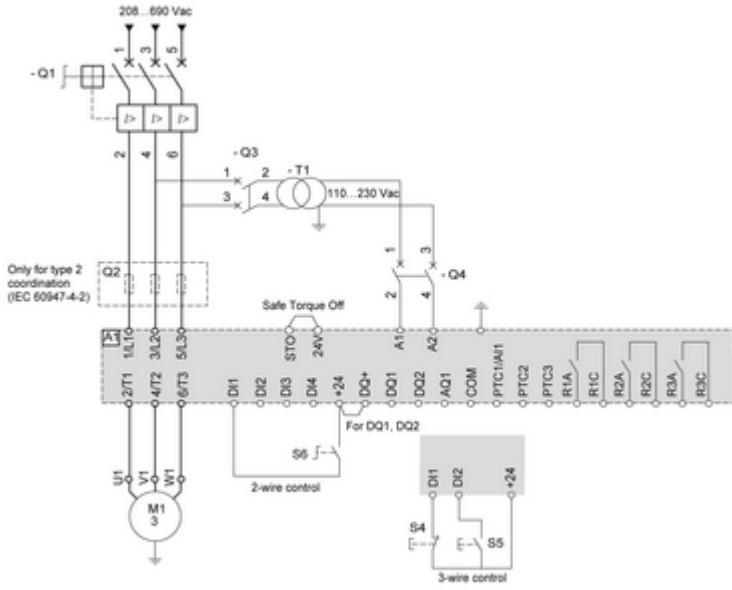 208...690 Vac
1 3 5
- Q1
I> I> I>
2 4 6
- Q3
1 2
3 4
- T1
110...230 Vac
1 3
- Q4
2 4
Only for type 2
coordination
(IEC 60947-4-2)
Q2
Safe Torque Off
A1
1/L1 3/L2 5/L3 STO 24V A1 A2
2/T1 4/T2 6/T3 DI1 DI2 DI3 DI4 +24 DQ+ DQ1 DQ2 AQ1 COM PTC1/AI1 PTC2 PTC3 R1A R1C R2A R2C R3A R3C
For DQ1, DQ2
S6
2-wire control
U1 V1 W1
M1
3
DI1 DI2 +24
S4
S5
3-wire control